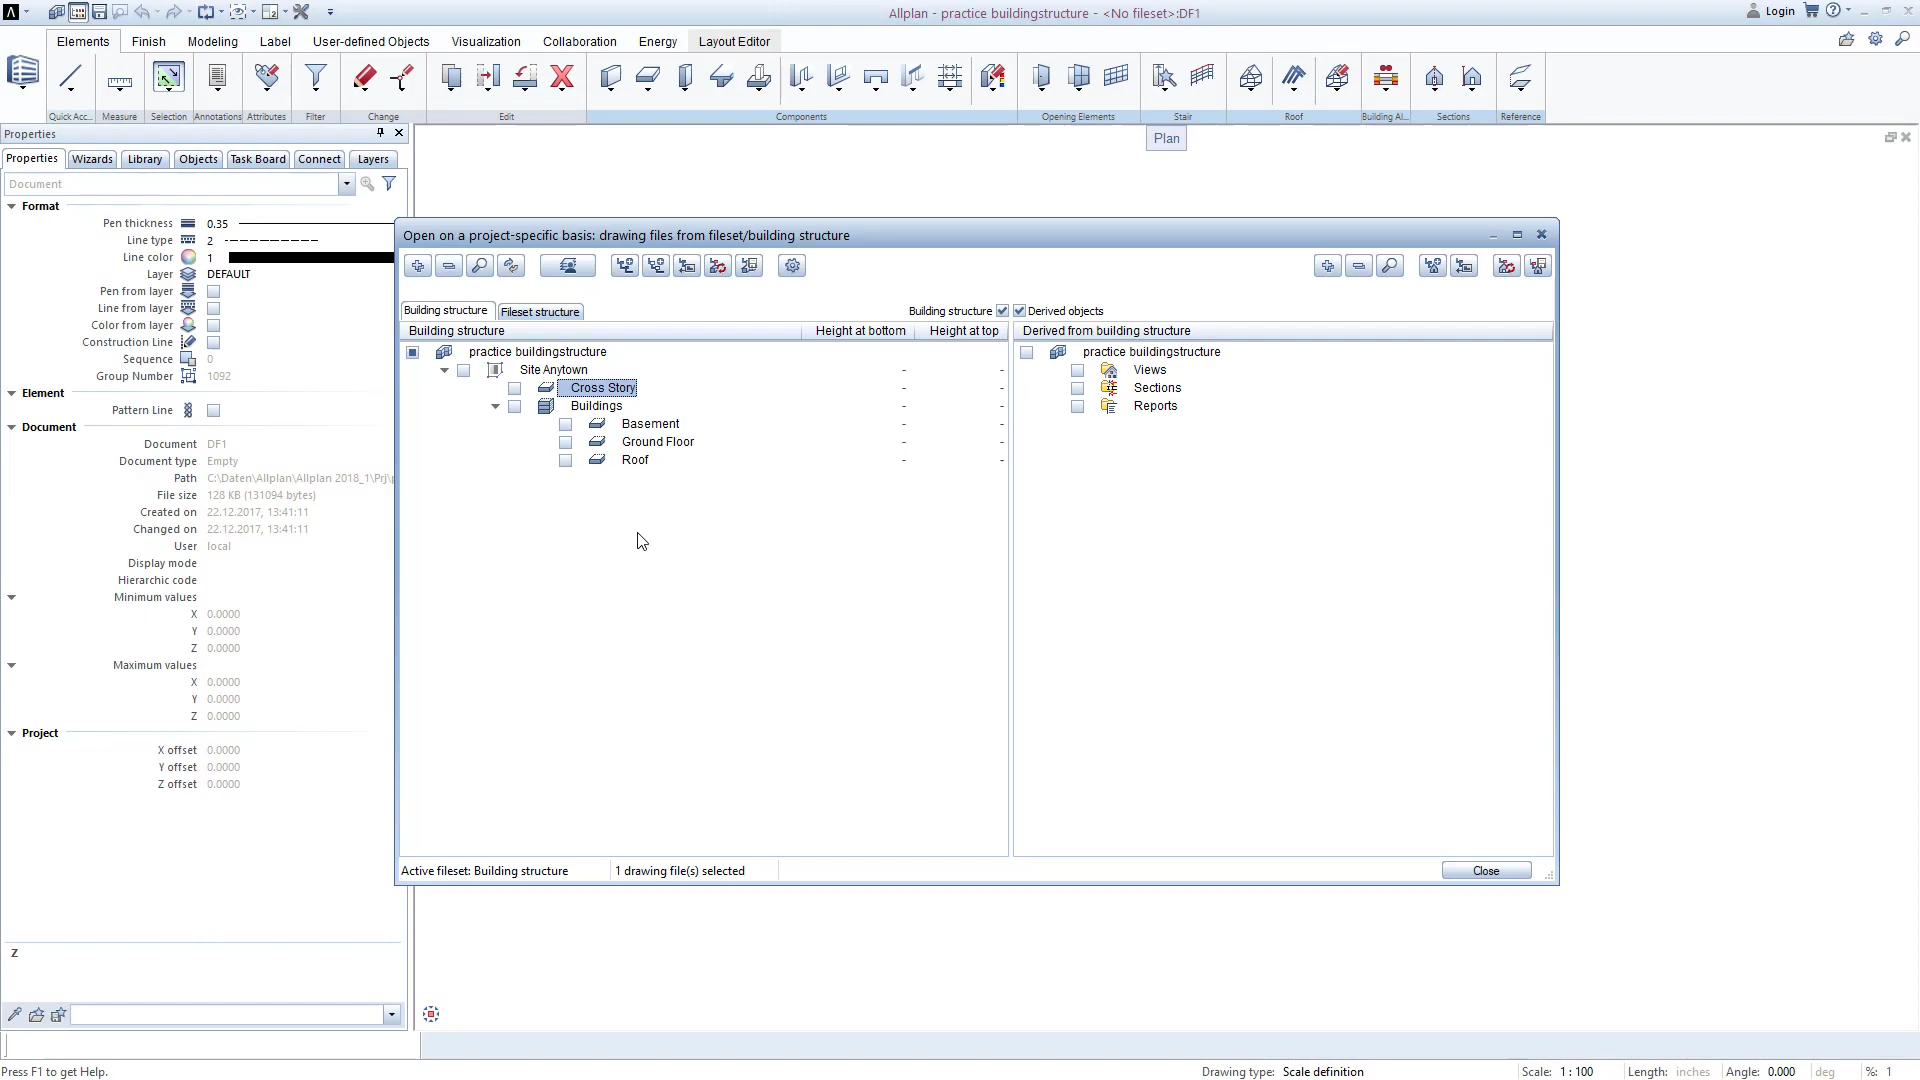 Allplan - practice buildingstructure - <No fileset>:DF1
Login
Elements
Finish
Modeling
Label
User-defined Objects
Visualization
Collaboration
Energy
Layout Editor
Quick Acc...
Measure
Selection
Annotations
Attributes
Filter
Change
Edit
Components
Opening Elements
Stair
Roof
Building Al...
Sections
Reference
Properties
Plan
Properties
Wizards
Library
Objects
Task Board
Connect
Layers
Document
Format
Pen thickness 0.35
Line type 2
Line color 1
Layer DEFAULT
Pen from layer
Line from layer
Color from layer
Construction Line
Sequence 0
Group Number 1092
Element
Pattern Line
Document
Document DF1
Document type Empty
Path C:\Daten\Allplan\Allplan 2018_1\Prj\
File size 128 KB (131094 bytes)
Created on 22.12.2017, 13:41:11
Changed on 22.12.2017, 13:41:11
User local
Display mode
Hierarchic code
Minimum values
X 0.0000
Y 0.0000
Z 0.0000
Maximum values
X 0.0000
Y 0.0000
Z 0.0000
Project
X offset 0.0000
Y offset 0.0000
Z offset 0.0000
Z
Open on a project-specific basis: drawing files from fileset/building structure
Building structure
Fileset structure
Building structure
Derived objects
Building structure Height at bottom Height at top
practice buildingstructure
Site Anytown - -
Cross Story - -
Buildings - -
Basement - -
Ground Floor - -
Roof - -
Derived from building structure
practice buildingstructure
Views
Sections
Reports
Active fileset: Building structure
1 drawing file(s) selected
Close
Press F1 to get Help.
Drawing type: Scale definition
Scale: 1 : 100
Length: inches
Angle: 0.000 deg
%: 1